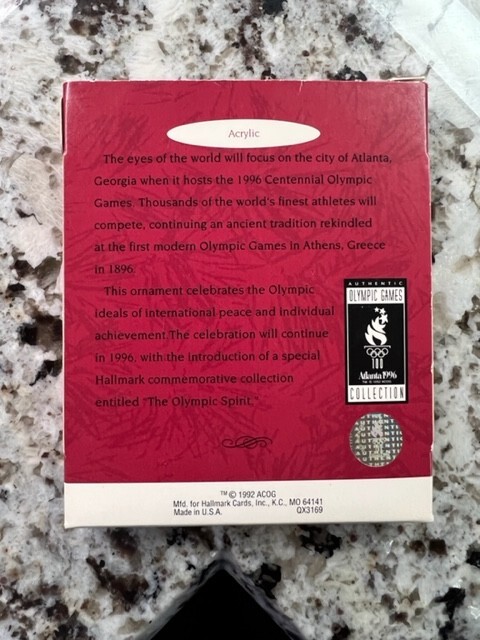 Acrylic
The eyes of the world will focus on the city of Atlanta,
Georgia when it hosts the 1996 Centennial Olympic
Games. Thousands of the world's finest athletes will
compete, continuing an ancient tradition rekindled
at the first modern Olympic Games in Athens, Greece
in 1896.
This ornament celebrates the Olympic
ideals of international peace and individual
achievement. The celebration will continue
in 1996, with the introduction of a special
Hallmark commemorative collection
entitled "The Olympic Spirit."
AUTHENTIC
OLYMPIC GAMES
100
Atlanta 1996
COLLECTION
AUTHENTIC
™ © 1992 ACOG
Mfd. for Hallmark Cards, Inc., K.C., MO 64141
Made in U.S.A. QX3169